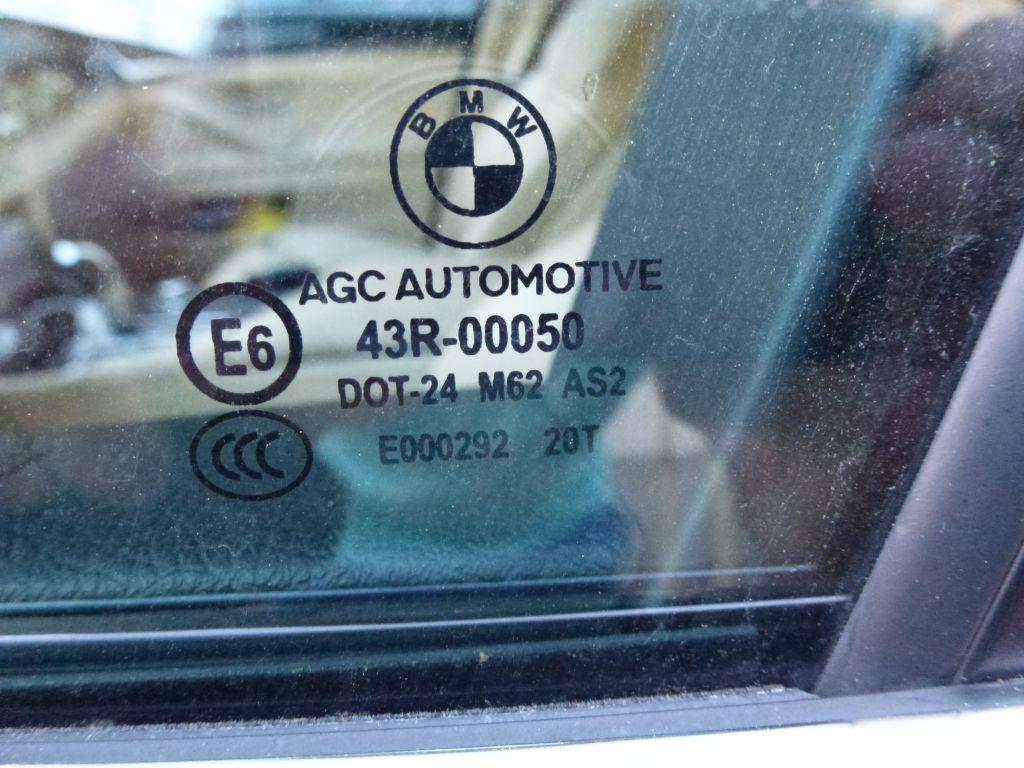 BMW
AGC AUTOMOTIVE
E6
43R-00050
DOT-24 M62 AS2
CCC
E000292 20T